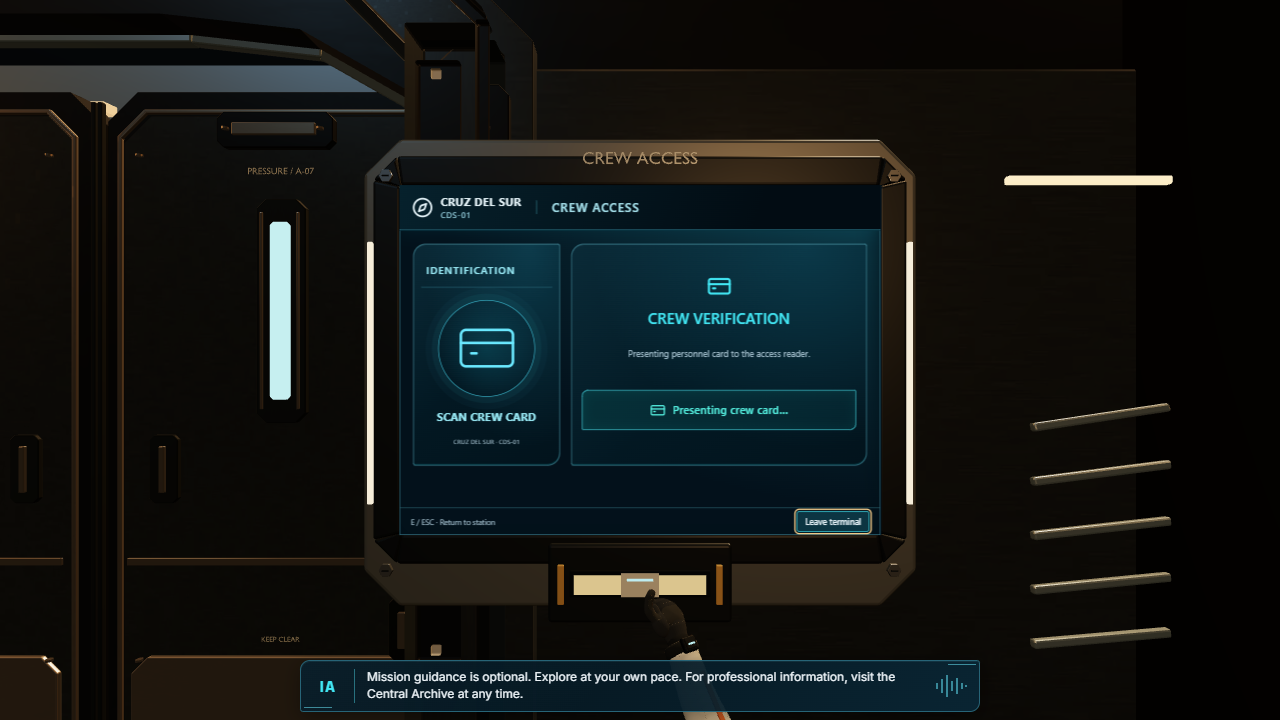 CREW ACCESS
PRESSURE / A-07
CRUZ DEL SUR
CDS-01
CREW ACCESS
IDENTIFICATION
SCAN CREW CARD
CRUZ DEL SUR · CDS-01
CREW VERIFICATION
Presenting personnel card to the access reader.
Presenting crew card...
E / ESC · Return to station
Leave terminal
KEEP CLEAR
IA
Mission guidance is optional. Explore at your own pace. For professional information, visit the
Central Archive at any time.